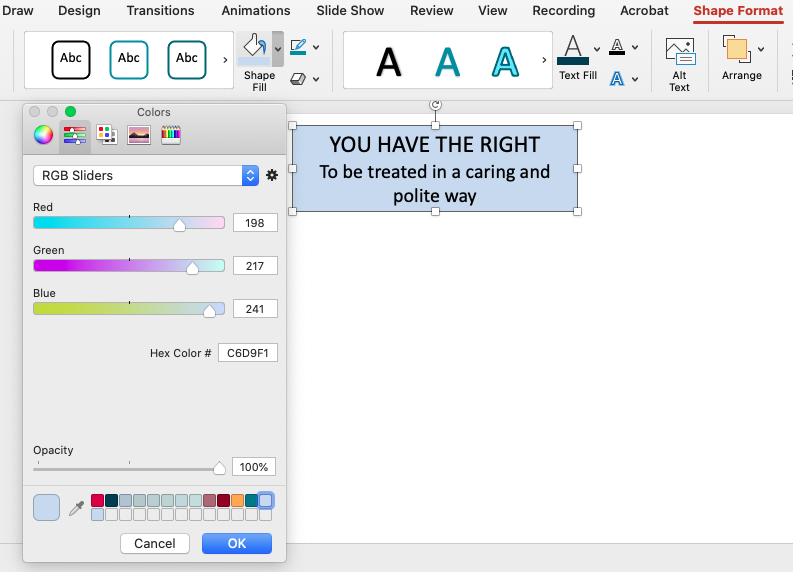 Draw Design Transitions Animations Slide Show Review View Recording Acrobat Shape Format
Abc Abc Abc
Shape
Fill
A A A
A
Text Fill
A
A
Alt
Text
Arrange
Colors
RGB Sliders
Red
198
Green
217
Blue
241
Hex Color # C6D9F1
Opacity
100%
Cancel OK
YOU HAVE THE RIGHT
To be treated in a caring and
polite way